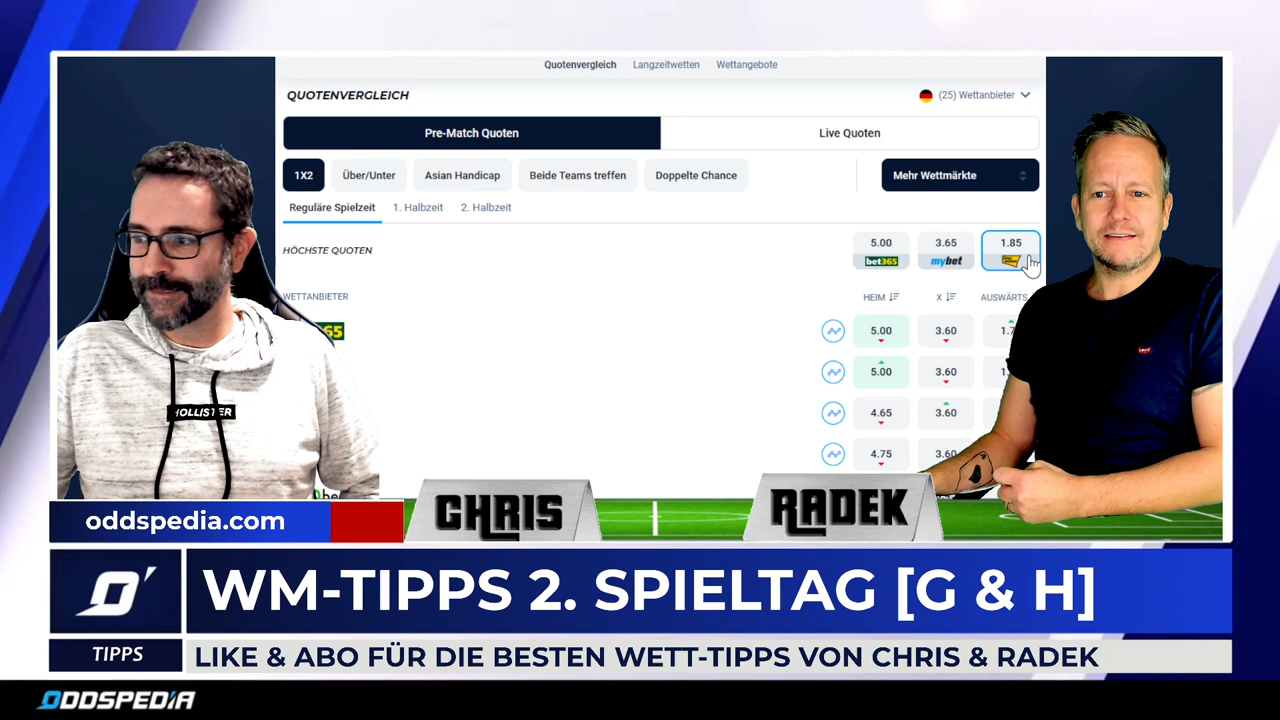 Quotenvergleich Langzeitwetten Wettangebote
QUOTENVERGLEICH
(25) Wettanbieter
Pre-Match Quoten
Live Quoten
1X2
Über/Unter
Asian Handicap
Beide Teams treffen
Doppelte Chance
Mehr Wettmärkte
Reguläre Spielzeit 1. Halbzeit 2. Halbzeit
HÖCHSTE QUOTEN
5.00 3.65 1.85
bet365 mybet
WETTANBIETER
HEIM X AUSWÄRTS
65 5.00 3.60
5.00 3.60
4.65 3.60
4.75 3.60
HOLLISTER
oddspedia.com
CHRIS
RADEK
WM-TIPPS 2. SPIELTAG [G & H]
TIPPS
LIKE & ABO FÜR DIE BESTEN WETT-TIPPS VON CHRIS & RADEK
ODDSPEDIA